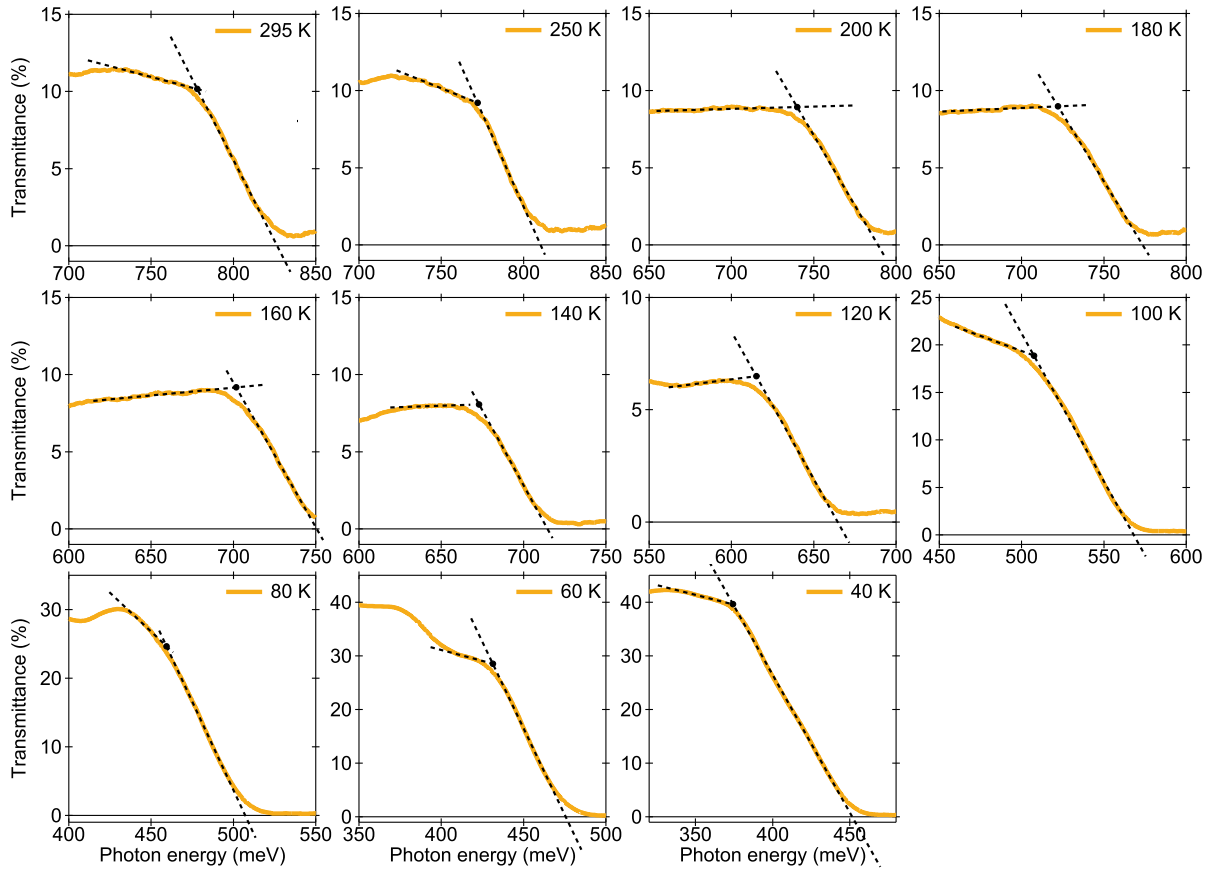 295 K
250 K
200 K
180 K
Transmittance (%)
15
10
5
0
700 750 800 850
15
10
5
0
700 750 800 850
15
10
5
0
650 700 750 800
15
10
5
0
650 700 750 800
160 K
140 K
120 K
100 K
Transmittance (%)
15
10
5
0
600 650 700 750
15
10
5
0
600 650 700 750
10
5
0
550 600 650 700
25
20
15
10
5
0
450 500 550 600
80 K
60 K
40 K
Transmittance (%)
30
20
10
0
400 450 500 550
Photon energy (meV)
40
30
20
10
0
350 400 450 500
Photon energy (meV)
40
30
20
10
0
350 400 450
Photon energy (meV)